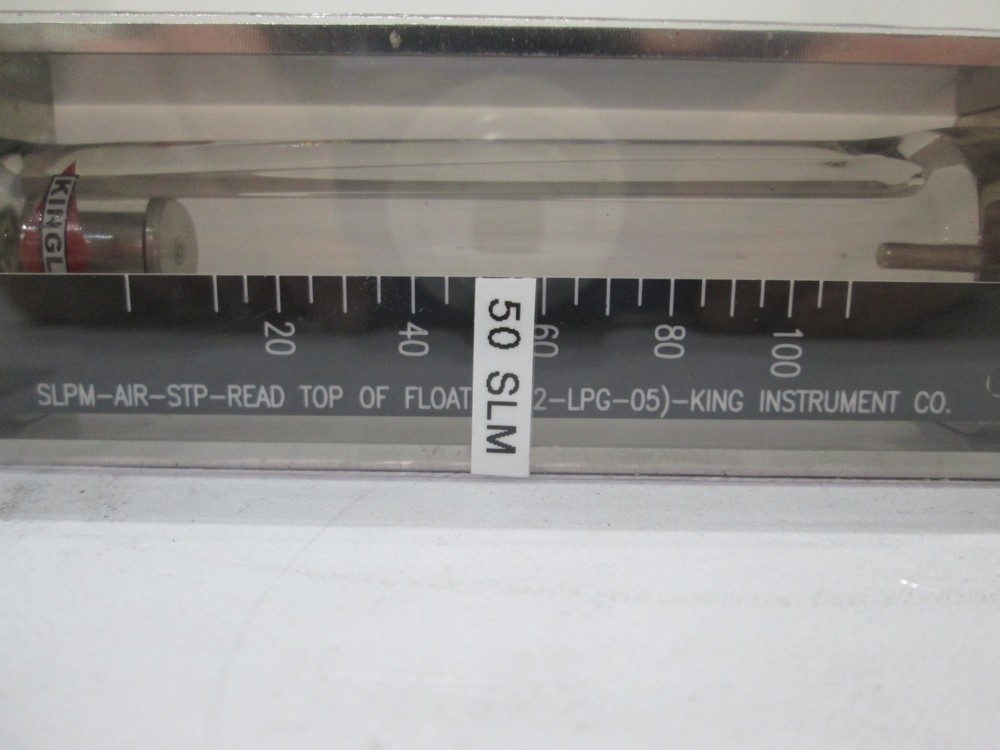 KINGL
20
40
60
80
100
50 SLM
SLPM-AIR-STP-READ TOP OF FLOAT 2-LPG-05)-KING INSTRUMENT CO.